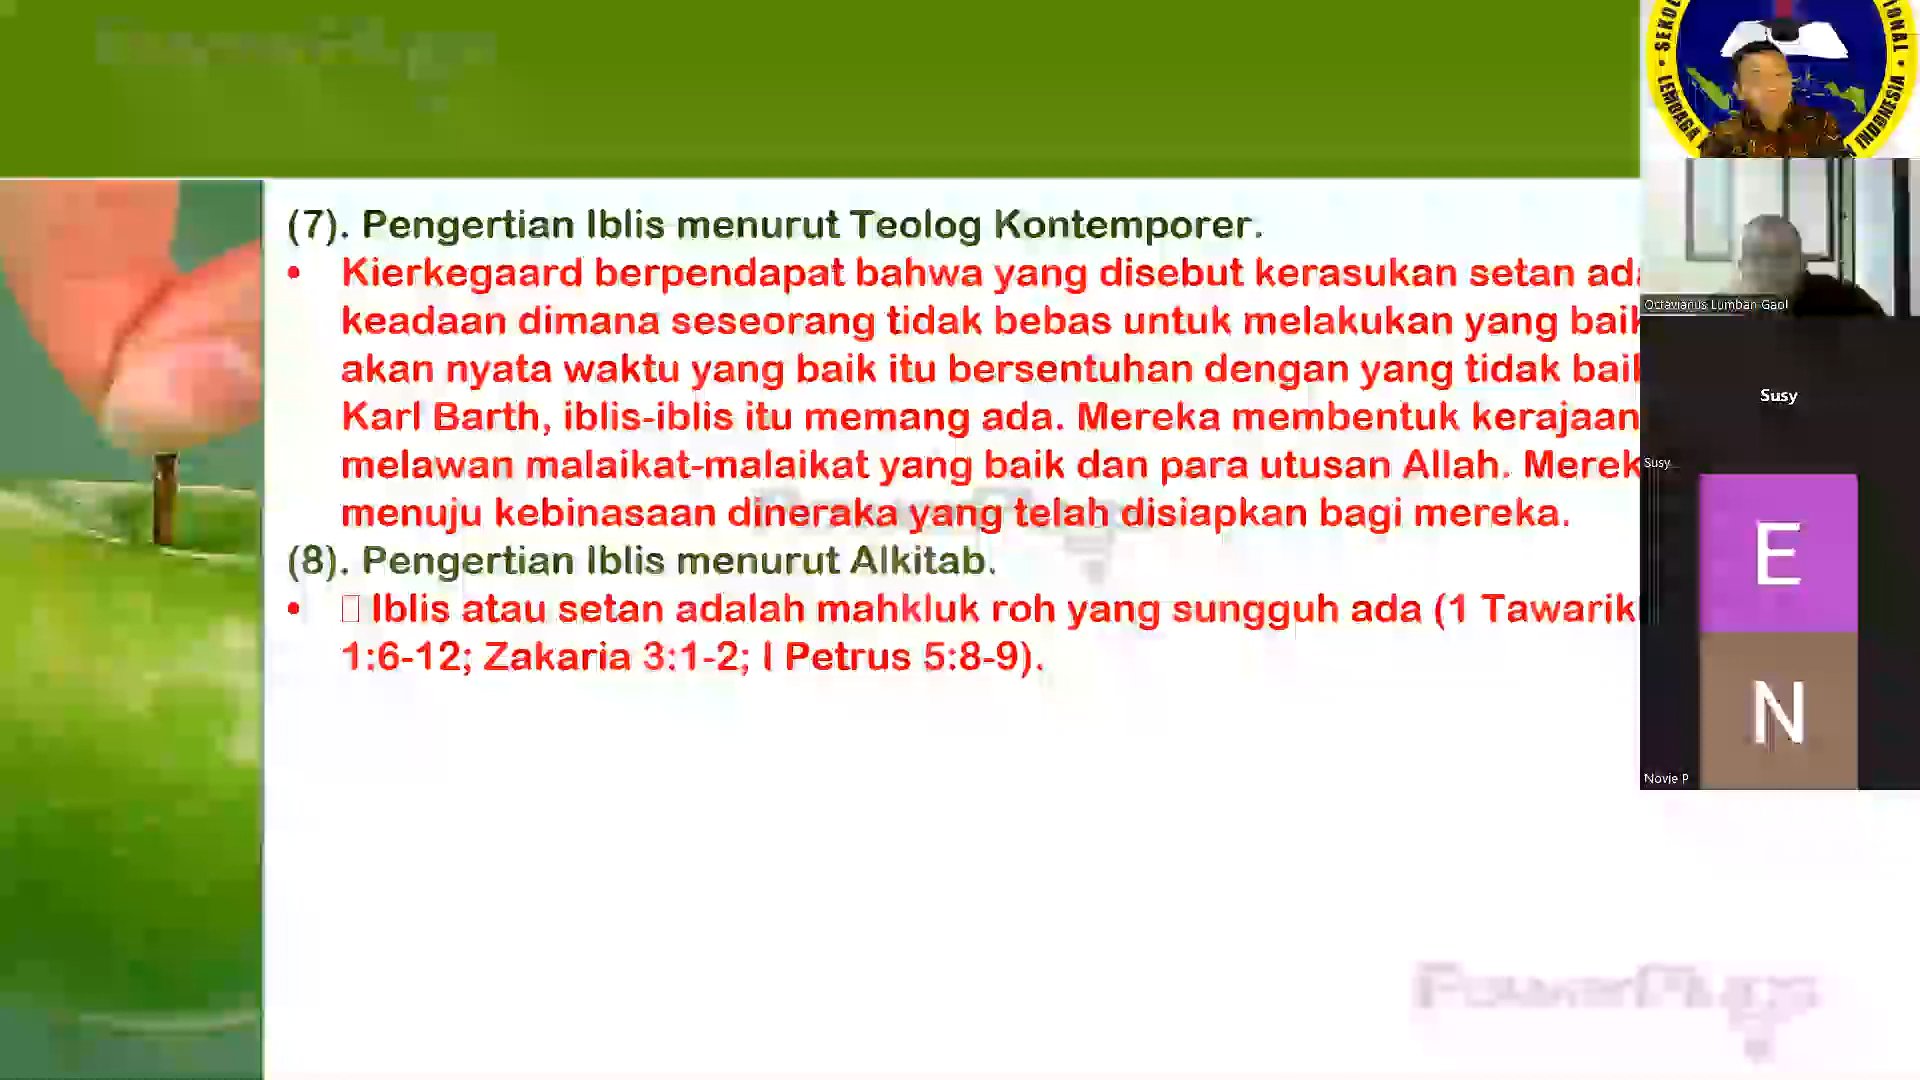 (7). Pengertian Iblis menurut Teolog Kontemporer.
• Kierkegaard berpendapat bahwa yang disebut kerasukan setan
keadaan dimana seseorang tidak bebas untuk melakukan yang baik
akan nyata waktu yang baik itu bersentuhan dengan yang tidak baik
Karl Barth, iblis-iblis itu memang ada. Mereka membentuk kerajaan
melawan malaikat-malaikat yang baik dan para utusan Allah.
menuju kebinasaan dineraka yang telah disiapkan bagi mereka.
(8). Pengertian Iblis menurut Alkitab.
• Iblis atau setan adalah mahkluk roh yang sungguh ada (1
1:6-12; Zakaria 3:1-2; I Petrus 5:8-9).
PowerPlugs
LEMBAGA
INDONESIA
Octavianus Lumban Gaol
Susy
Susy
E
N
Novie P